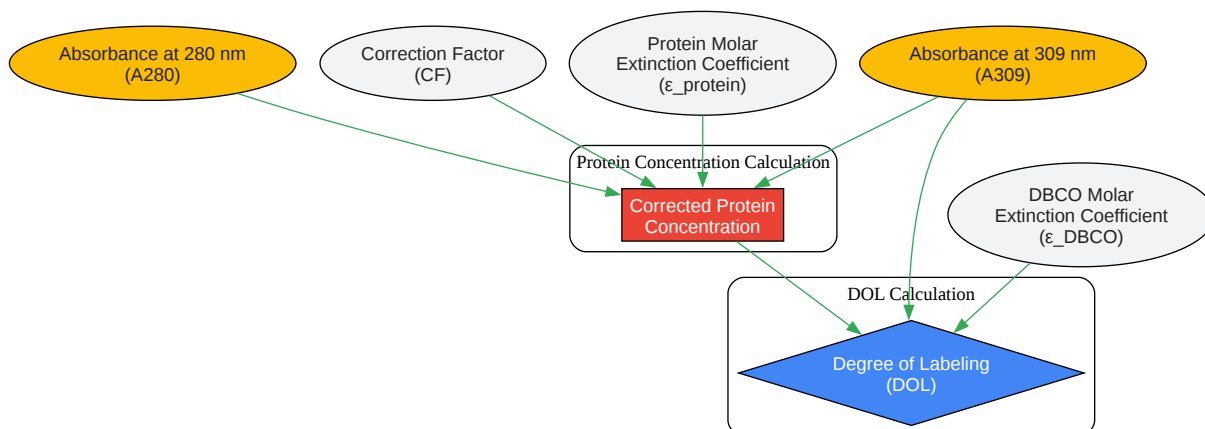 Absorbance at 280 nm
(A280)
Correction Factor
(CF)
Protein Molar
Extinction Coefficient
(ε_protein)
Absorbance at 309 nm
(A309)
Protein Concentration Calculation
Corrected Protein
Concentration
DBCO Molar
Extinction Coefficient
(ε_DBCO)
DOL Calculation
Degree of Labeling
(DOL)